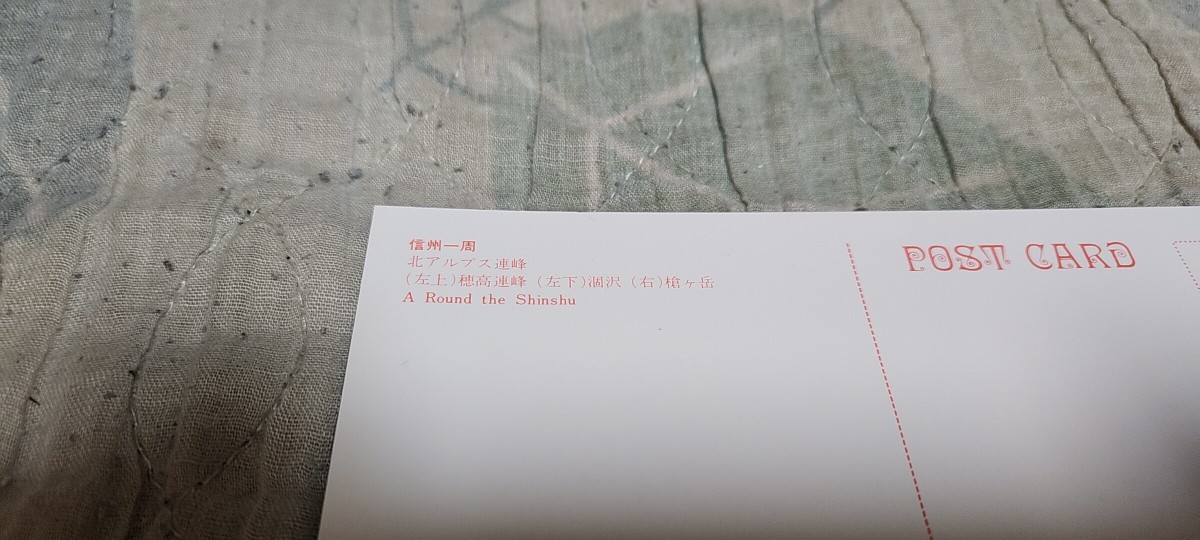 信州一周
北アルプス連峰
(左上)穂高連峰 (左下)涸沢 (右)槍ヶ岳
A Round the Shinshu
POST CARD